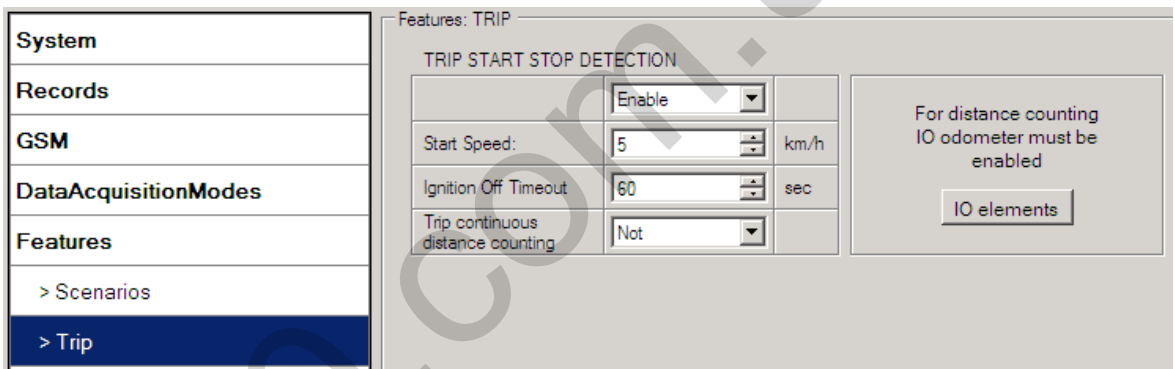 System
Records
GSM
DataAcquisitionModes
Features
> Scenarios
> Trip
Features: TRIP
TRIP START STOP DETECTION
Enable
Start Speed: 5 km/h
Ignition Off Timeout 60 sec
Trip continuous
distance counting Not
For distance counting
IO odometer must be
enabled
IO elements
com.